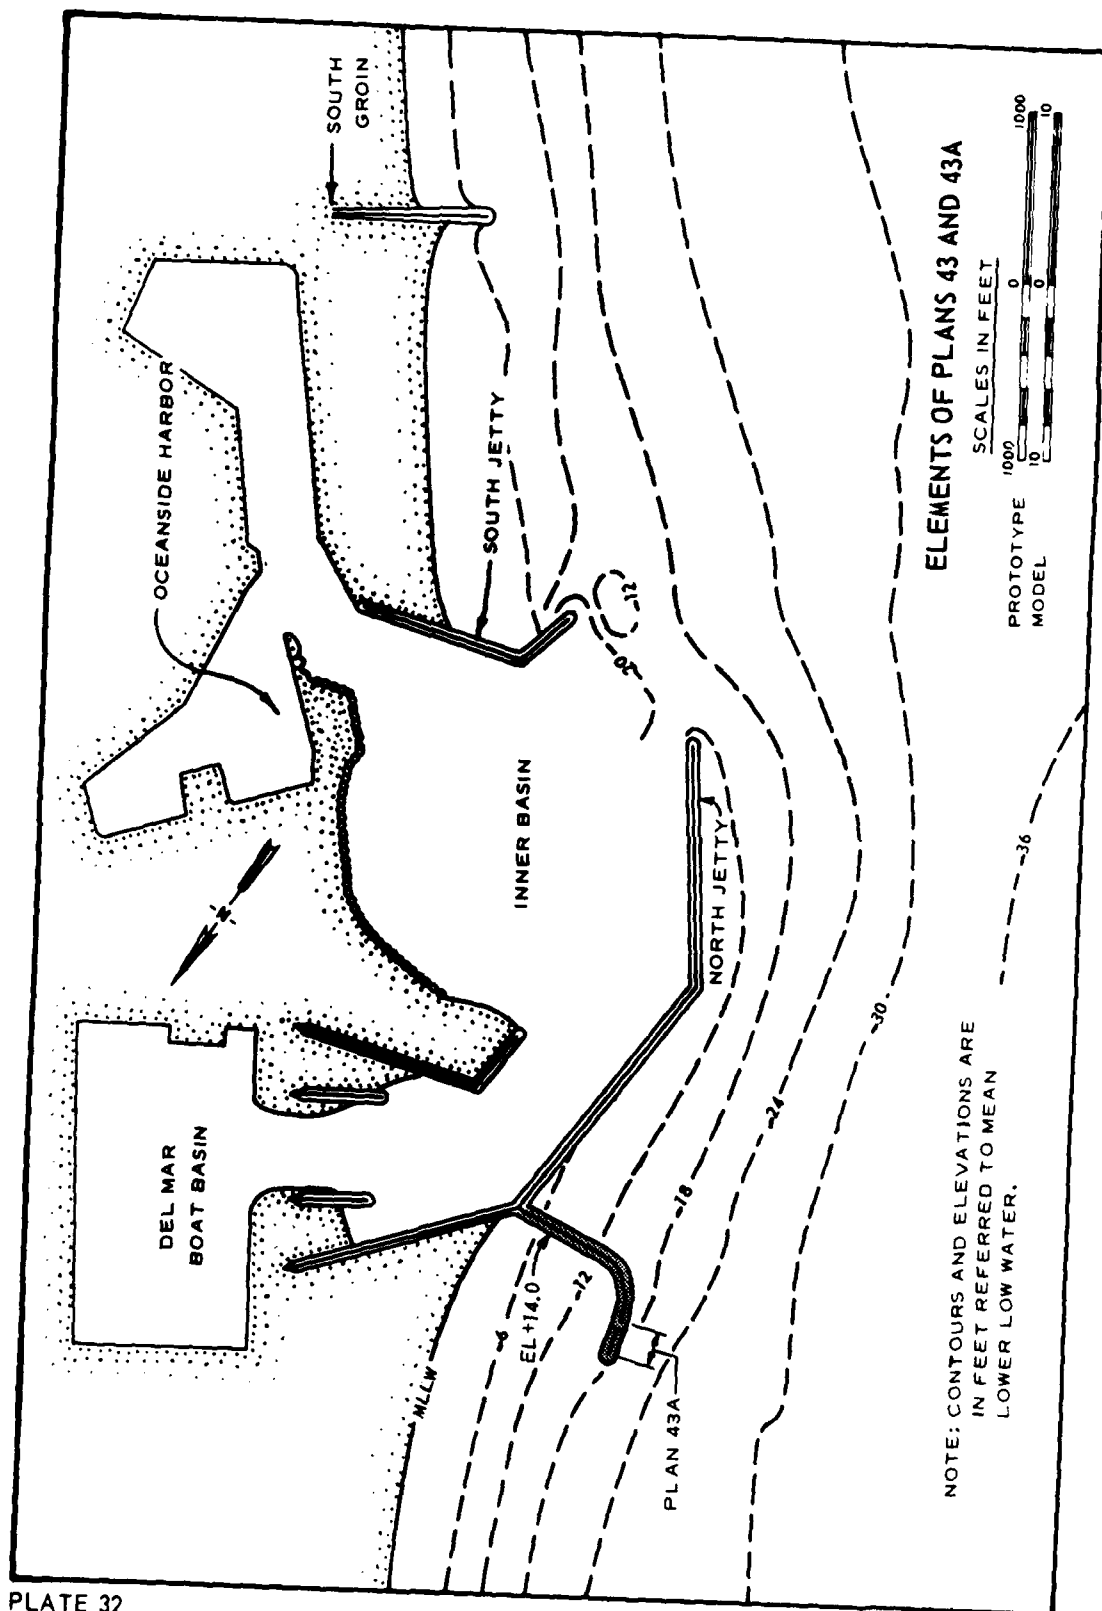 SOUTH
GROIN
OCEANSIDE HARBOR
SOUTH JETTY
-12
-20
N
INNER BASIN
NORTH JETTY
DEL MAR
BOAT BASIN
MLLW
-6
EL+14.0
-12
-18
-24
-30
-36
PLAN 43A
NOTE: CONTOURS AND ELEVATIONS ARE
IN FEET REFERRED TO MEAN
LOWER LOW WATER.
ELEMENTS OF PLANS 43 AND 43A
SCALES IN FEET
PROTOTYPE 1000 0 1000
MODEL 10 0 10
PLATE 32